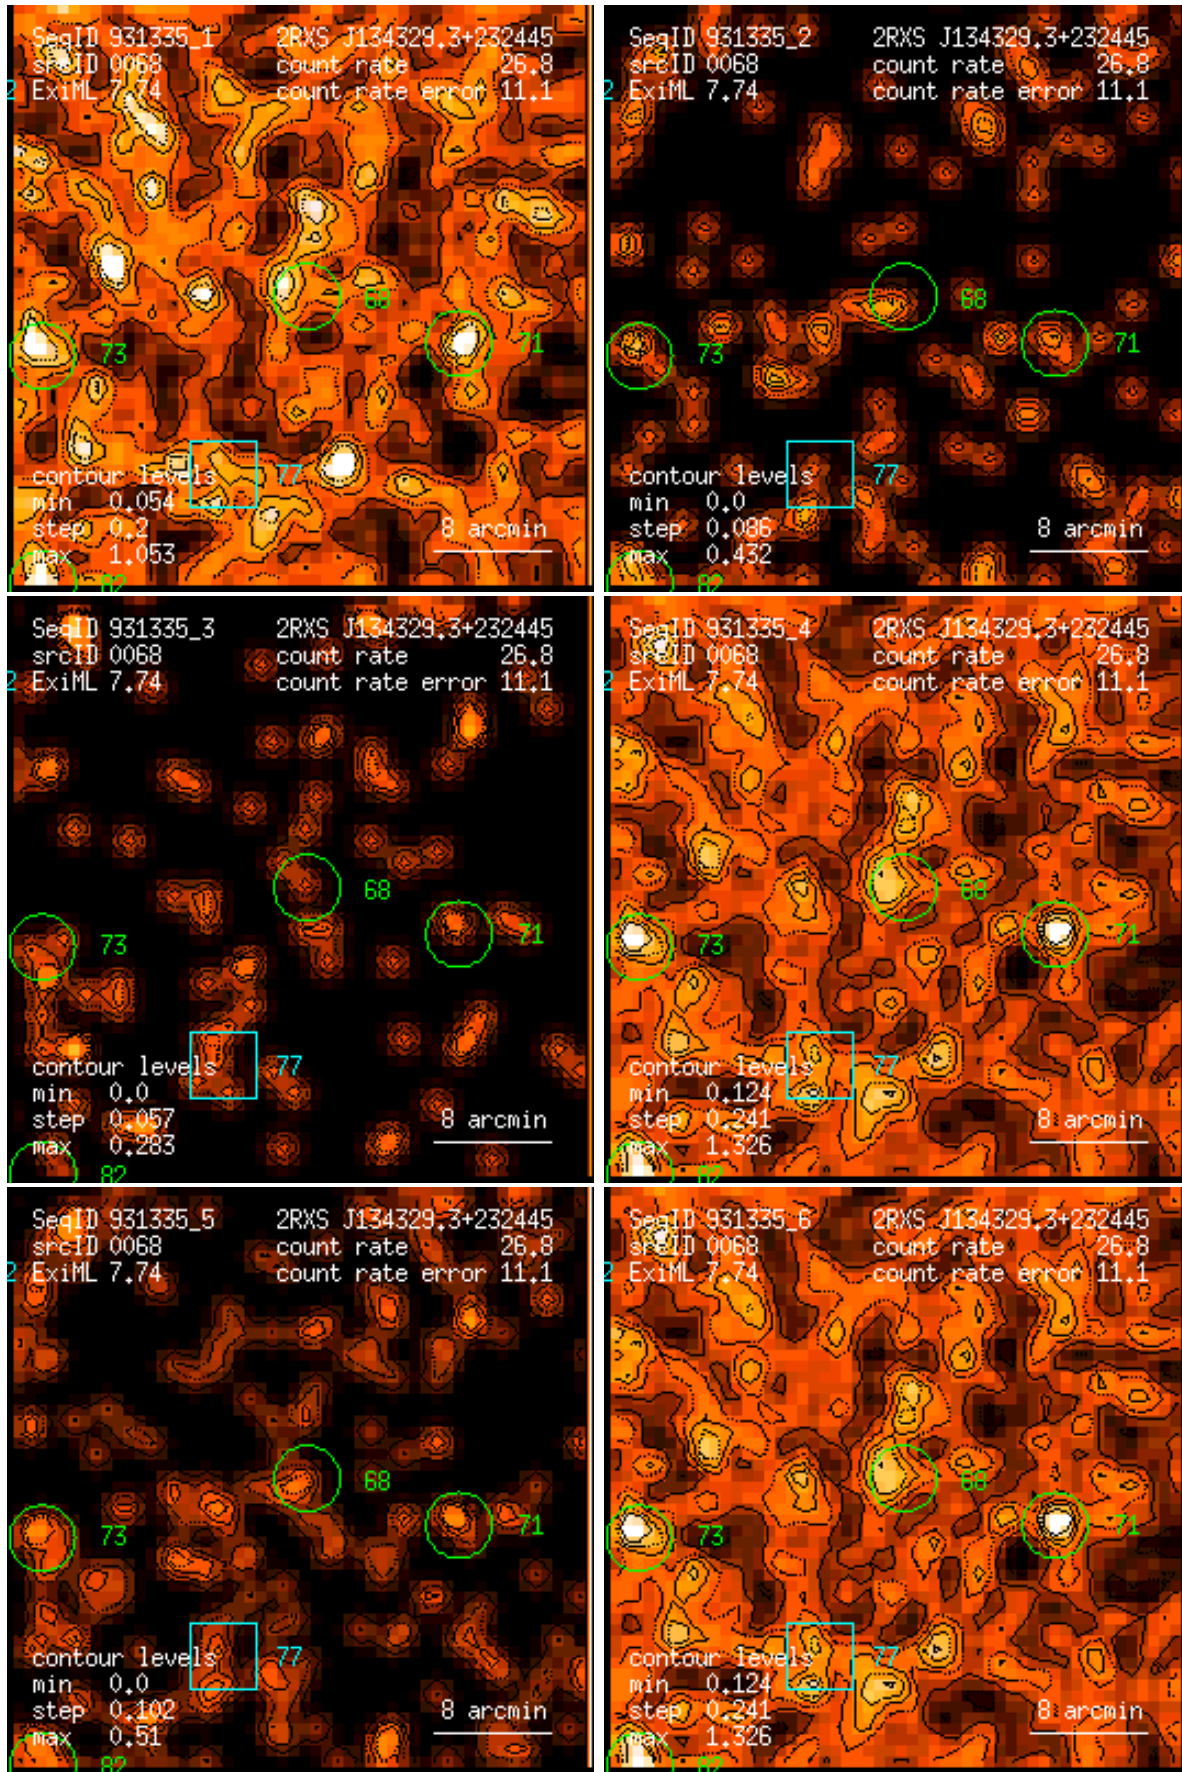 SeqID 931335_1 2RXS J134329.3+232445
srcID 0068 count rate 26.8
2 ExiML 7.74 count rate error 11.1
68
73
71
77
contour levels
min 0.054
step 0.2
max 1.053
8 arcmin
82
SeqID 931335_2 2RXS J134329.3+232445
srcID 0068 count rate 26.8
2 ExiML 7.74 count rate error 11.1
68
73
71
77
contour levels
min 0.0
step 0.086
max 0.432
8 arcmin
82
SeqID 931335_3 2RXS J134329.3+232445
srcID 0068 count rate 26.8
2 ExiML 7.74 count rate error 11.1
68
73
71
77
contour levels
min 0.0
step 0.057
max 0.283
8 arcmin
82
SeqID 931335_4 2RXS J134329.3+232445
srcID 0068 count rate 26.8
2 ExiML 7.74 count rate error 11.1
68
73
71
77
contour levels
min 0.124
step 0.241
max 1.326
8 arcmin
82
SeqID 931335_5 2RXS J134329.3+232445
srcID 0068 count rate 26.8
2 ExiML 7.74 count rate error 11.1
68
73
71
77
contour levels
min 0.0
step 0.102
max 0.51
8 arcmin
82
SeqID 931335_6 2RXS J134329.3+232445
srcID 0068 count rate 26.8
2 ExiML 7.74 count rate error 11.1
68
73
71
77
contour levels
min 0.124
step 0.241
max 1.326
8 arcmin
82